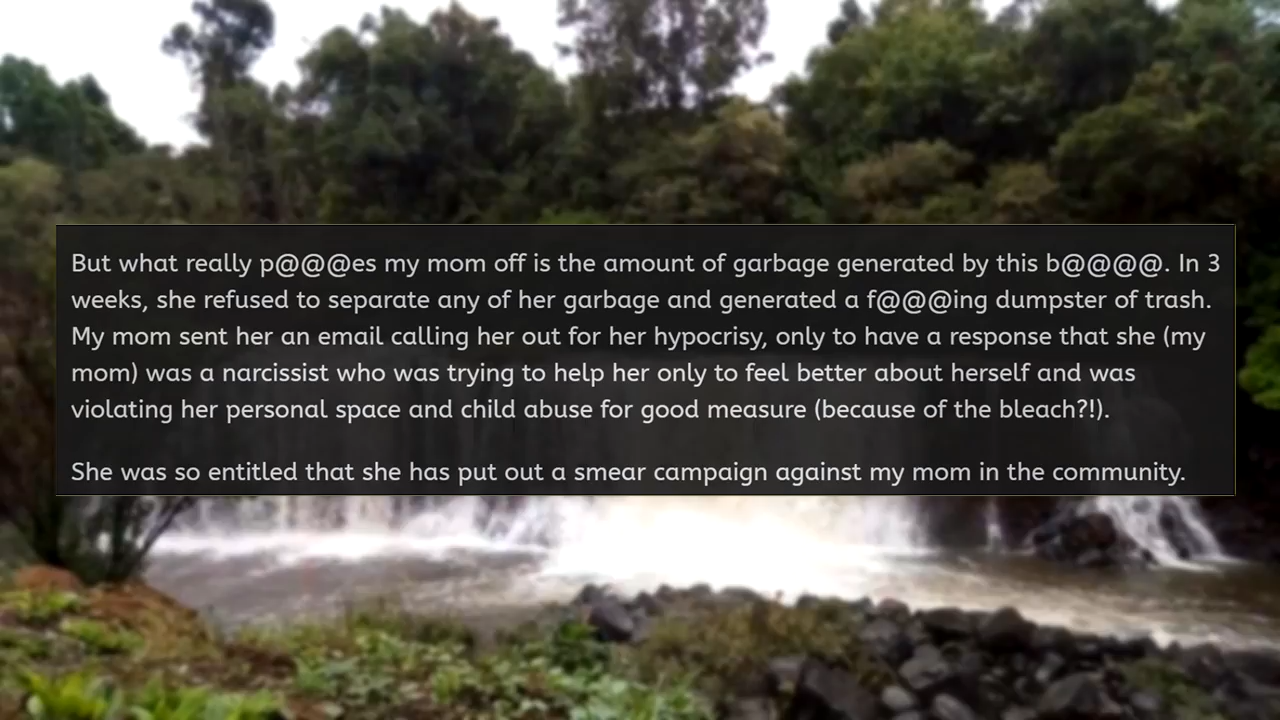 But what really p@@@es my mom off is the amount of garbage generated by this b@@@@. In 3
weeks, she refused to separate any of her garbage and generated a f@@@ing dumpster of trash.
My mom sent her an email calling her out for her hypocrisy, only to have a response that she (my
mom) was a narcissist who was trying to help her only to feel better about herself and was
violating her personal space and child abuse for good measure (because of the bleach?!).
She was so entitled that she has put out a smear campaign against my mom in the community.